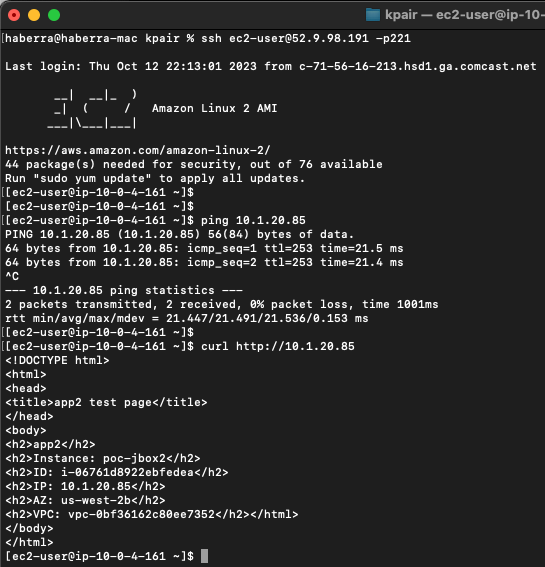 kpair — ec2-user@ip-10-
[haberra@haberra-mac kpair % ssh ec2-user@52.9.98.191 -p221
Last login: Thu Oct 12 22:13:01 2023 from c-71-56-16-213.hsd1.ga.comcast.net
__|  __|_  )
_|  (     /   Amazon Linux 2 AMI
___|\___|___|
https://aws.amazon.com/amazon-linux-2/
44 package(s) needed for security, out of 76 available
Run "sudo yum update" to apply all updates.
[[ec2-user@ip-10-0-4-161 ~]$
[[ec2-user@ip-10-0-4-161 ~]$
[[ec2-user@ip-10-0-4-161 ~]$ ping 10.1.20.85
PING 10.1.20.85 (10.1.20.85) 56(84) bytes of data.
64 bytes from 10.1.20.85: icmp_seq=1 ttl=253 time=21.5 ms
64 bytes from 10.1.20.85: icmp_seq=2 ttl=253 time=21.4 ms
^C
--- 10.1.20.85 ping statistics ---
2 packets transmitted, 2 received, 0% packet loss, time 1001ms
rtt min/avg/max/mdev = 21.447/21.491/21.536/0.153 ms
[[ec2-user@ip-10-0-4-161 ~]$
[[ec2-user@ip-10-0-4-161 ~]$ curl http://10.1.20.85
<!DOCTYPE html>
<html>
<head>
<title>app2 test page</title>
</head>
<body>
<h2>app2</h2>
<h2>Instance: poc-jbox2</h2>
<h2>ID: i-06761d8922ebfedea</h2>
<h2>IP: 10.1.20.85</h2>
<h2>AZ: us-west-2b</h2>
<h2>VPC: vpc-0bf36162c80ee7352</h2></html>
</body>
</html>
[ec2-user@ip-10-0-4-161 ~]$